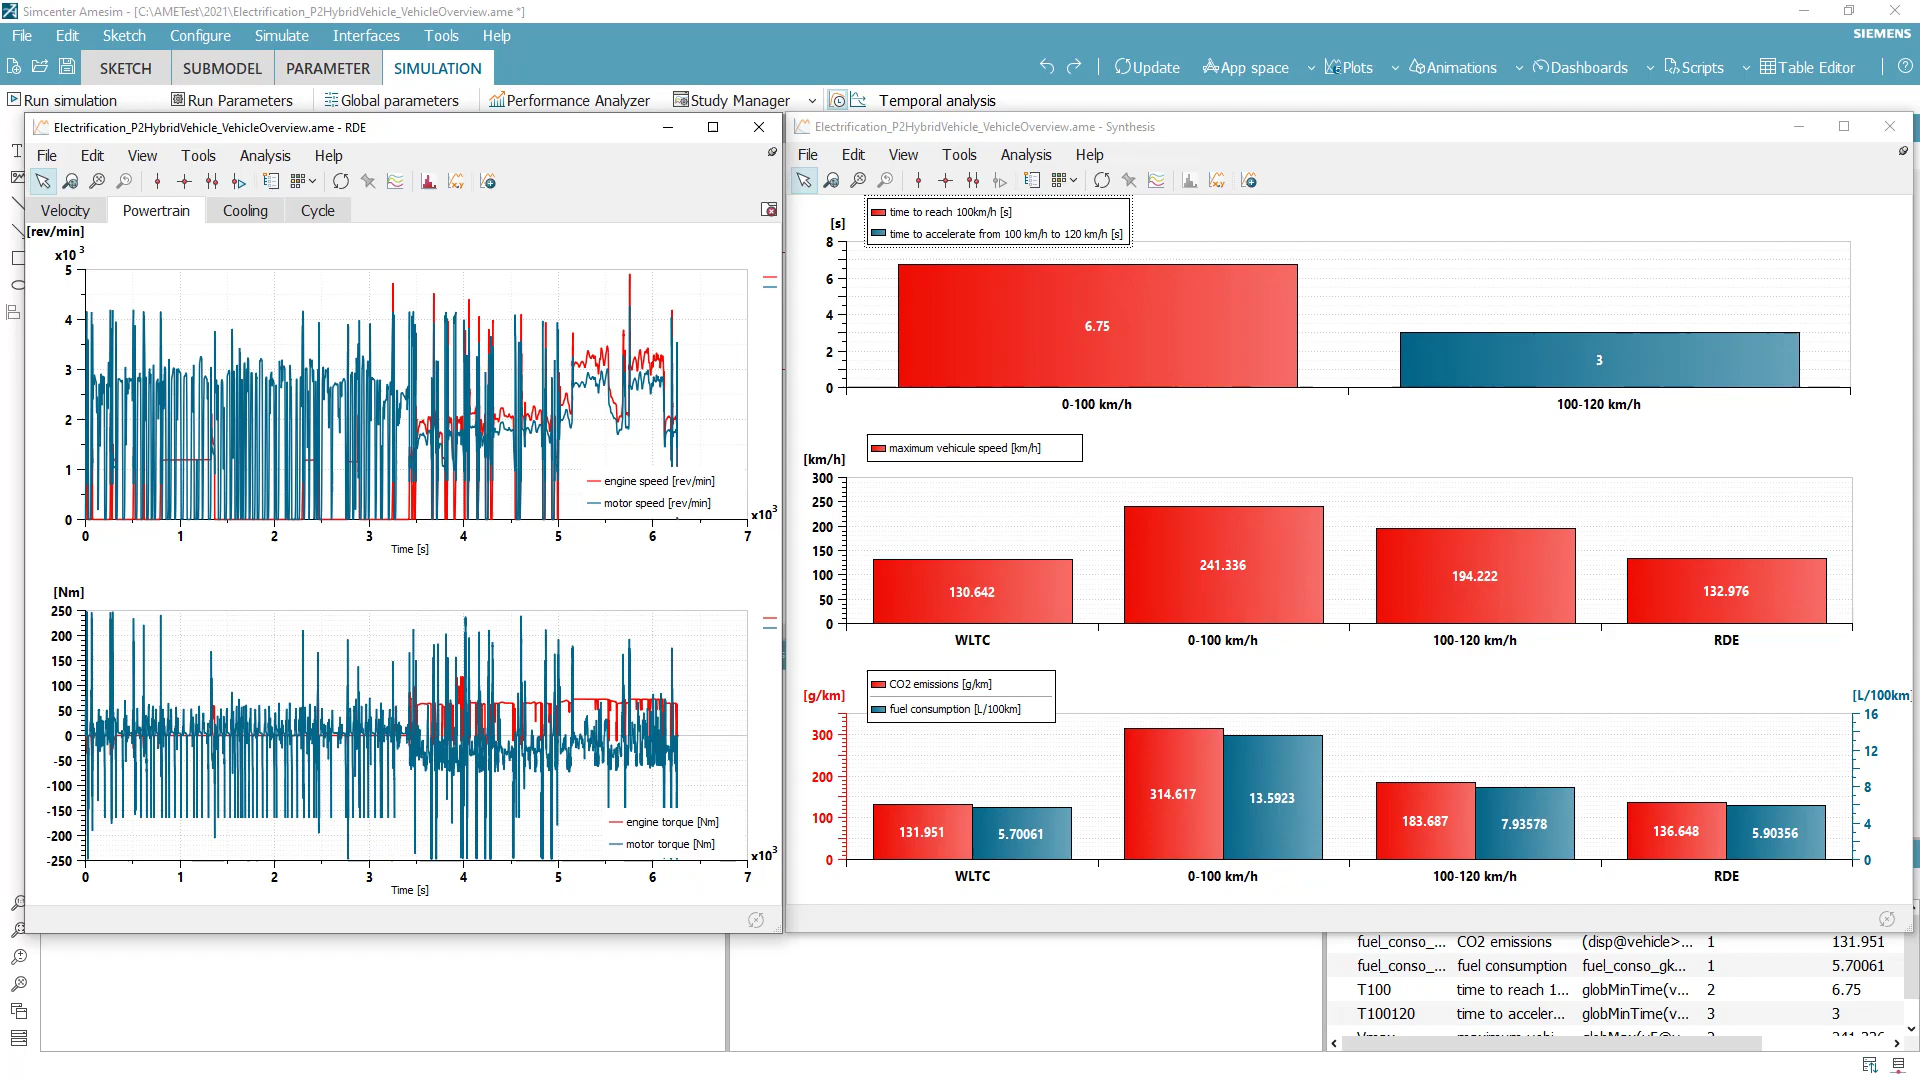 Simcenter Amesim - [C:\AMETest\2021\Electrification_P2HybridVehicle_VehicleOverview.ame *]
File Edit Sketch Configure Simulate Interfaces Tools Help
SIEMENS
SKETCH SUBMODEL PARAMETER SIMULATION
Update App space Plots Animations Dashboards Scripts Table Editor
Run simulation Run Parameters Global parameters Performance Analyzer Study Manager Temporal analysis
Electrification_P2HybridVehicle_VehicleOverview.ame - RDE
File Edit View Tools Analysis Help
Velocity Powertrain Cooling Cycle
[rev/min]
x10 3
5
4
3
2
1
0
engine speed [rev/min]
motor speed [rev/min]
x10 3
0 1 2 3 4 5 6 7
Time [s]
[Nm]
250
200
150
100
50
0
-50
-100
-150
-200
-250
engine torque [Nm]
motor torque [Nm]
x10 3
0 1 2 3 4 5 6 7
Time [s]
Electrification_P2HybridVehicle_VehicleOverview.ame - Synthesis
File Edit View Tools Analysis Help
time to reach 100km/h [s]
time to accelerate from 100 km/h to 120 km/h [s]
[s]
8
6
4
2
0
6.75
3
0-100 km/h 100-120 km/h
maximum vehicule speed [km/h]
[km/h]
300
250
200
150
100
50
0
130.642 241.336 194.222 132.976
WLTC 0-100 km/h 100-120 km/h RDE
CO2 emissions [g/km]
fuel consumption [L/100km]
[g/km]
300
200
100
0
[L/100km]
16
12
8
4
0
131.951 5.70061 314.617 13.5923 183.687 7.93578 136.648 5.90356
WLTC 0-100 km/h 100-120 km/h RDE
fuel_conso_... CO2 emissions (disp@vehicle>... 1 131.951
fuel_conso_... fuel consumption fuel_conso_gk... 1 5.70061
T100 time to reach 1... globMinTime(v... 2 6.75
T100120 time to acceler... globMinTime(v... 3 3